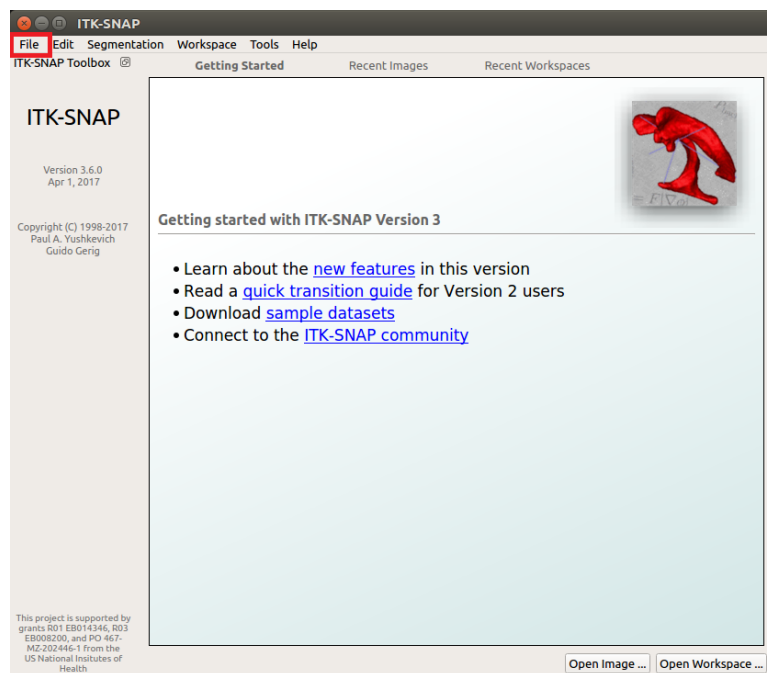 ITK-SNAP
File Edit Segmentation Workspace Tools Help
ITK-SNAP Toolbox
Getting Started Recent Images Recent Workspaces
ITK-SNAP
Version 3.6.0
Apr 1, 2017
Copyright (C) 1998-2017
Paul A. Yushkevich
Guido Gerig
Getting started with ITK-SNAP Version 3
• Learn about the new features in this version
• Read a quick transition guide for Version 2 users
• Download sample datasets
• Connect to the ITK-SNAP community
This project is supported by
grants R01 EB014346, R03
EB008200, and PO 467-
MZ-202446-1 from the
US National Insitutes of
Health
Open Image ... Open Workspace ...